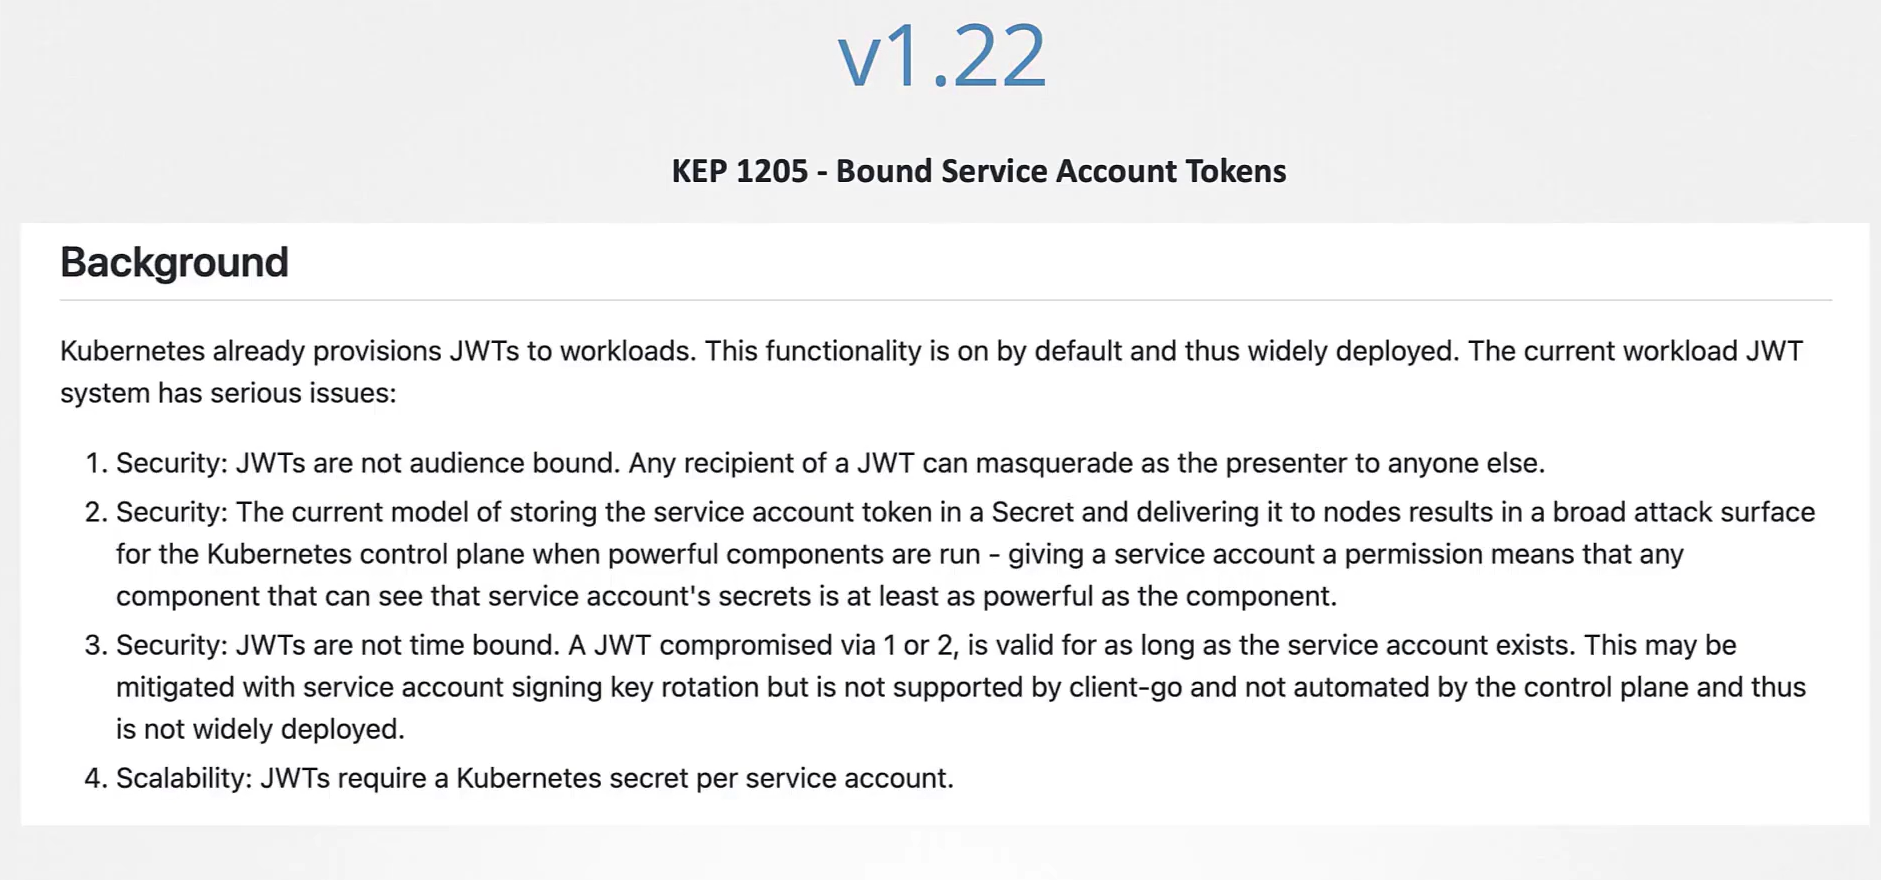 v1.22
KEP 1205 - Bound Service Account Tokens
Background
Kubernetes already provisions JWTs to workloads. This functionality is on by default and thus widely deployed. The current workload JWT
system has serious issues:
1. Security: JWTs are not audience bound. Any recipient of a JWT can masquerade as the presenter to anyone else.
2. Security: The current model of storing the service account token in a Secret and delivering it to nodes results in a broad attack surface
for the Kubernetes control plane when powerful components are run - giving a service account a permission means that any
component that can see that service account's secrets is at least as powerful as the component.
3. Security: JWTs are not time bound. A JWT compromised via 1 or 2, is valid for as long as the service account exists. This may be
mitigated with service account signing key rotation but is not supported by client-go and not automated by the control plane and thus
is not widely deployed.
4. Scalability: JWTs require a Kubernetes secret per service account.